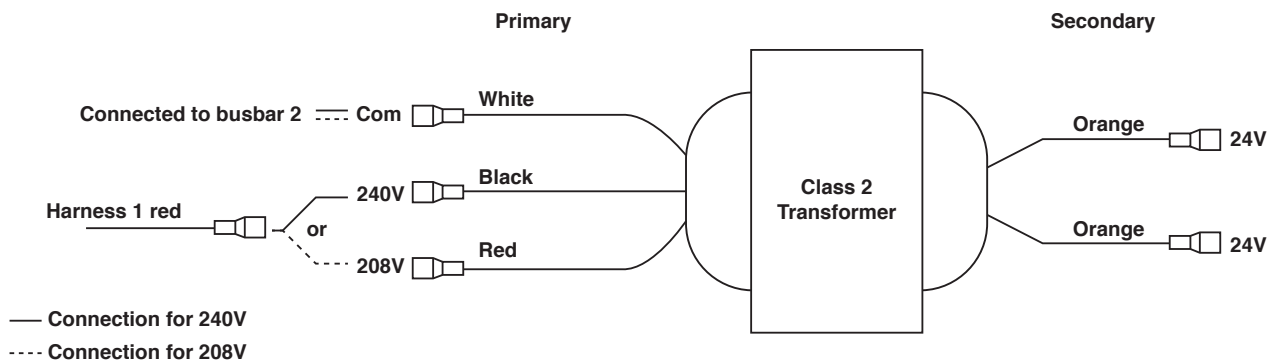 Primary
Secondary
Connected to busbar 2
Com
White
Orange
24V
240V
Black
Class 2
Transformer
Harness 1 red
or
208V
Red
Orange
24V
Connection for 240V
Connection for 208V